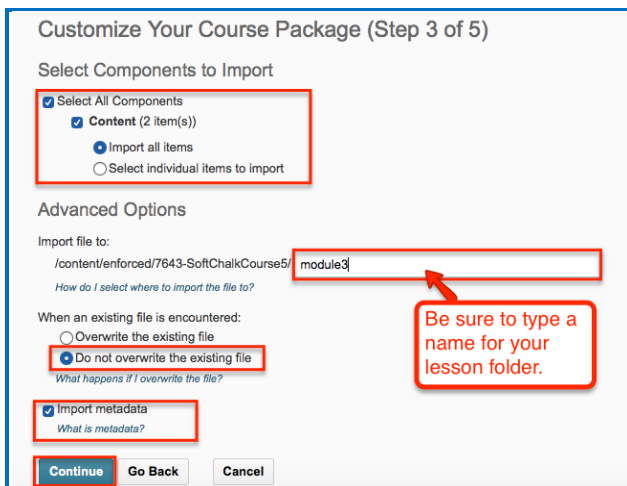 Customize Your Course Package (Step 3 of 5)
Select Components to Import
Select All Components
Content (2 item(s))
Import all items
Select individual items to import
Advanced Options
Import file to:
/content/enforced/7643-SoftChalkCourse5/ module3
How do I select where to import the file to?
When an existing file is encountered:
Overwrite the existing file
Do not overwrite the existing file
What happens if I overwrite the file?
Be sure to type a
name for your
lesson folder.
Import metadata
What is metadata?
Continue Go Back Cancel